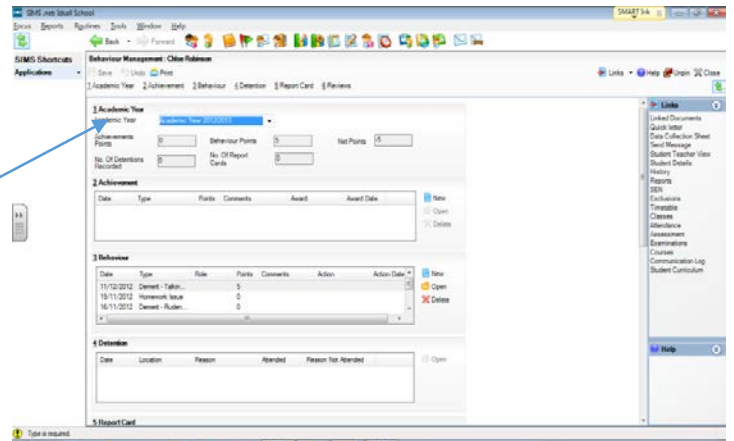 SIMS .net: Ideall School
SMART Ink
Focus Reports Routines Tools Window Help
Back Forward
SIMS Shortcuts
Applications
Behaviour Management : Chloe Robinson
Save Undo Print
Links Help Unpin Close
1 Academic Year 2 Achievement 3 Behaviour 4 Detention 5 Report Card 6 Reviews
1 Academic Year
Academic Year Academic Year 2012/2013
Achievements Points 0 Behaviour Points 5 Net Points -5
No. Of Detentions Recorded 0 No. Of Report Cards 0
2 Achievement
Date Type Points Comments Award Award Date
New
Open
Delete
3 Behaviour
Date Type Role Points Comments Action Action Date
11/12/2012 Demerit - Talkin... 5
19/11/2012 Homework Issue 0
16/11/2012 Demerit - Ruden... 0
New
Open
Delete
4 Detention
Date Location Reason Attended Reason Not Attended
Open
5 Report Card
Links
Linked Documents
Quick letter
Data Collection Sheet
Send Message
Student Teacher View
Student Details
History
Reports
SEN
Exclusions
Timetable
Classes
Attendance
Assessment
Examinations
Courses
Communication Log
Student Curriculum
Help
Type is required.